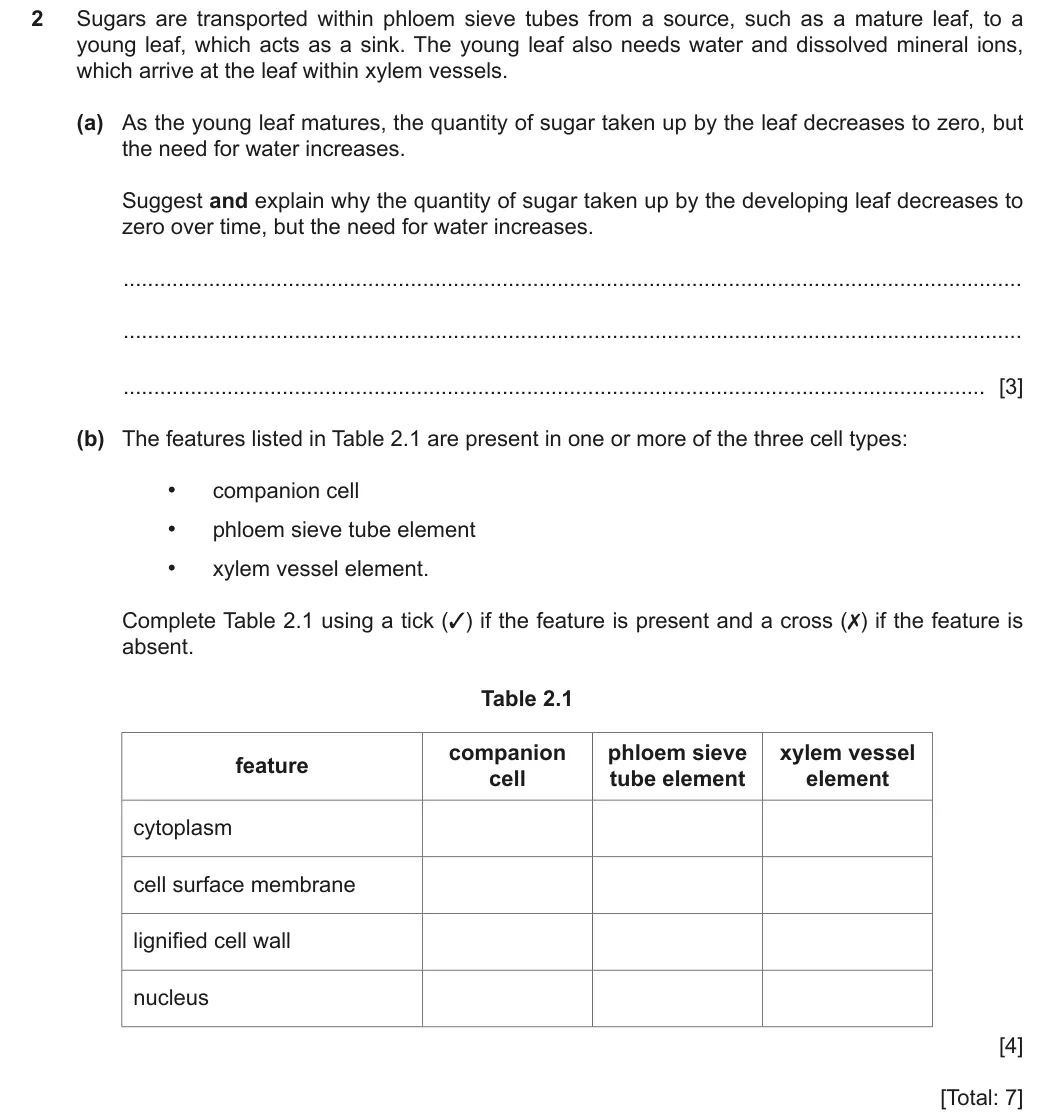 2 Sugars are transported within phloem sieve tubes from a source, such as a mature leaf, to a
young leaf, which acts as a sink. The young leaf also needs water and dissolved mineral ions,
which arrive at the leaf within xylem vessels.
(a) As the young leaf matures, the quantity of sugar taken up by the leaf decreases to zero, but
the need for water increases.
Suggest and explain why the quantity of sugar taken up by the developing leaf decreases to
zero over time, but the need for water increases.
..........................................................................................................................................
..........................................................................................................................................
.................................................................................................................................... [3]
(b) The features listed in Table 2.1 are present in one or more of the three cell types:
• companion cell
• phloem sieve tube element
• xylem vessel element.
Complete Table 2.1 using a tick (✓) if the feature is present and a cross (✗) if the feature is
absent.
Table 2.1
feature companion cell phloem sieve tube element xylem vessel element
cytoplasm
cell surface membrane
lignified cell wall
nucleus
[4]
[Total: 7]